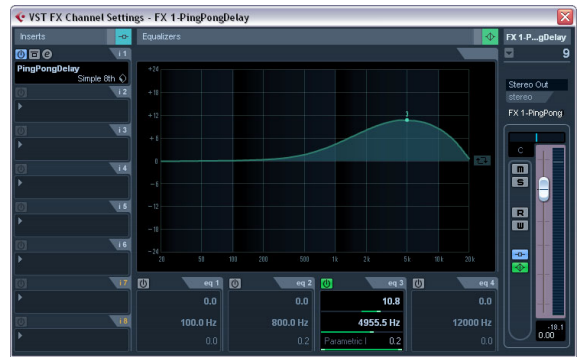 VST FX Channel Settings - FX 1-PingPongDelay
Inserts
Equalizers
FX 1-P...gDelay
9
e
i 1
PingPongDelay
Simple 8th
i 2
i 3
i 4
i 5
i 6
i 7
i 8
+24
+18
+12
+6
0
-6
-12
-18
-24
3
20 50 100 200 500 1k 2k 5k 10k 20k
eq 1 eq 2 eq 3 eq 4
0.0 0.0 10.8 0.0
100.0 Hz 800.0 Hz 4955.5 Hz 12000 Hz
0.0 0.2 Parametric I 0.2 0.0
Stereo Out
stereo
FX 1-PingPong
C
m
S
R
W
-18.1
0.00